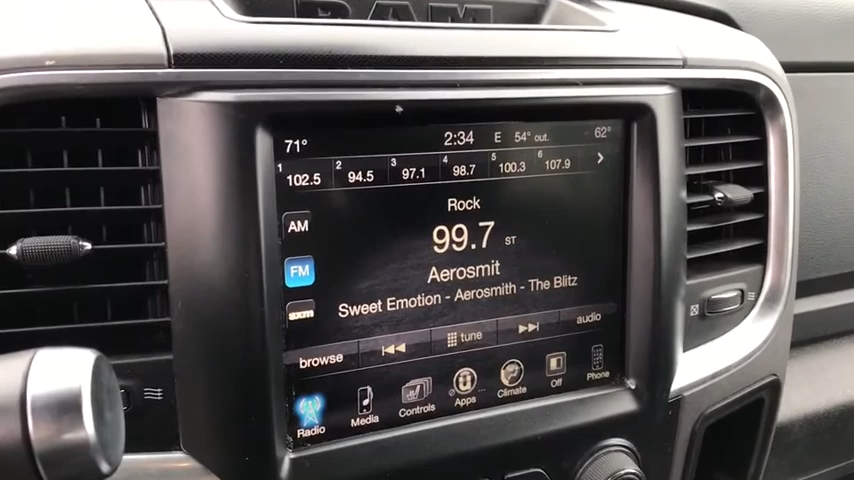 RAM
71° 2:34 E 54° out. 62°
1 102.5 2 94.5 3 97.1 4 98.7 5 100.3 6 107.9
Rock
AM
99.7 ST
FM
Aerosmit
sxm
Sweet Emotion - Aerosmith - The Blitz
browse tune audio
Radio Media Controls Apps Climate Off Phone